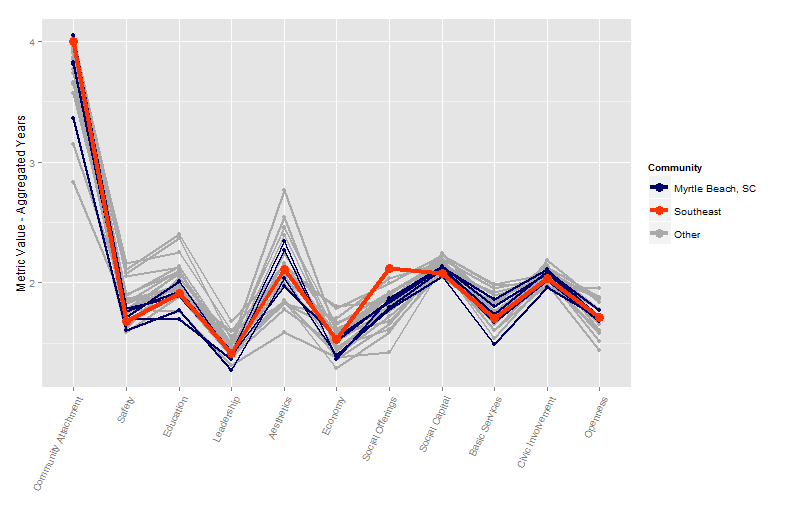 Metric Value - Aggregated Years
4
3
2
Community Attachment
Safety
Education
Leadership
Aesthetics
Economy
Social Offerings
Social Capital
Basic Services
Civic Involvement
Openness
Community
Myrtle Beach, SC
Southeast
Other